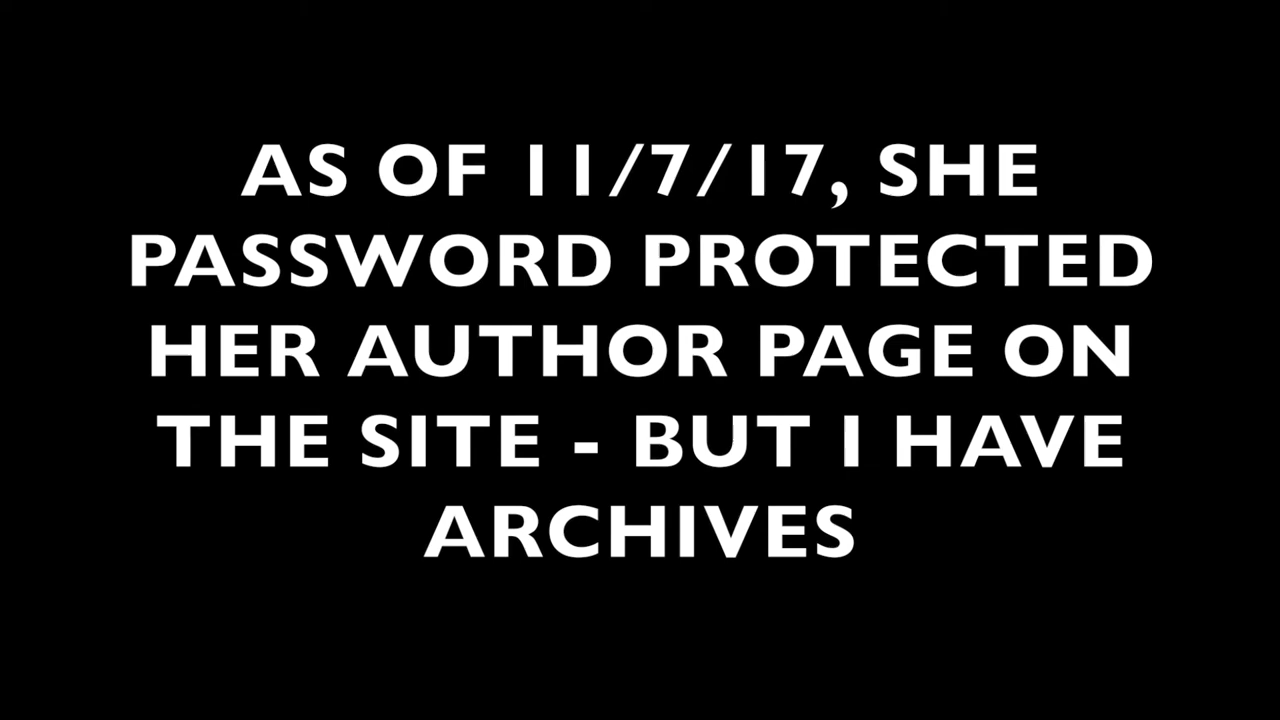 AS OF 11/7/17, SHE
PASSWORD PROTECTED
HER AUTHOR PAGE ON
THE SITE - BUT I HAVE
ARCHIVES